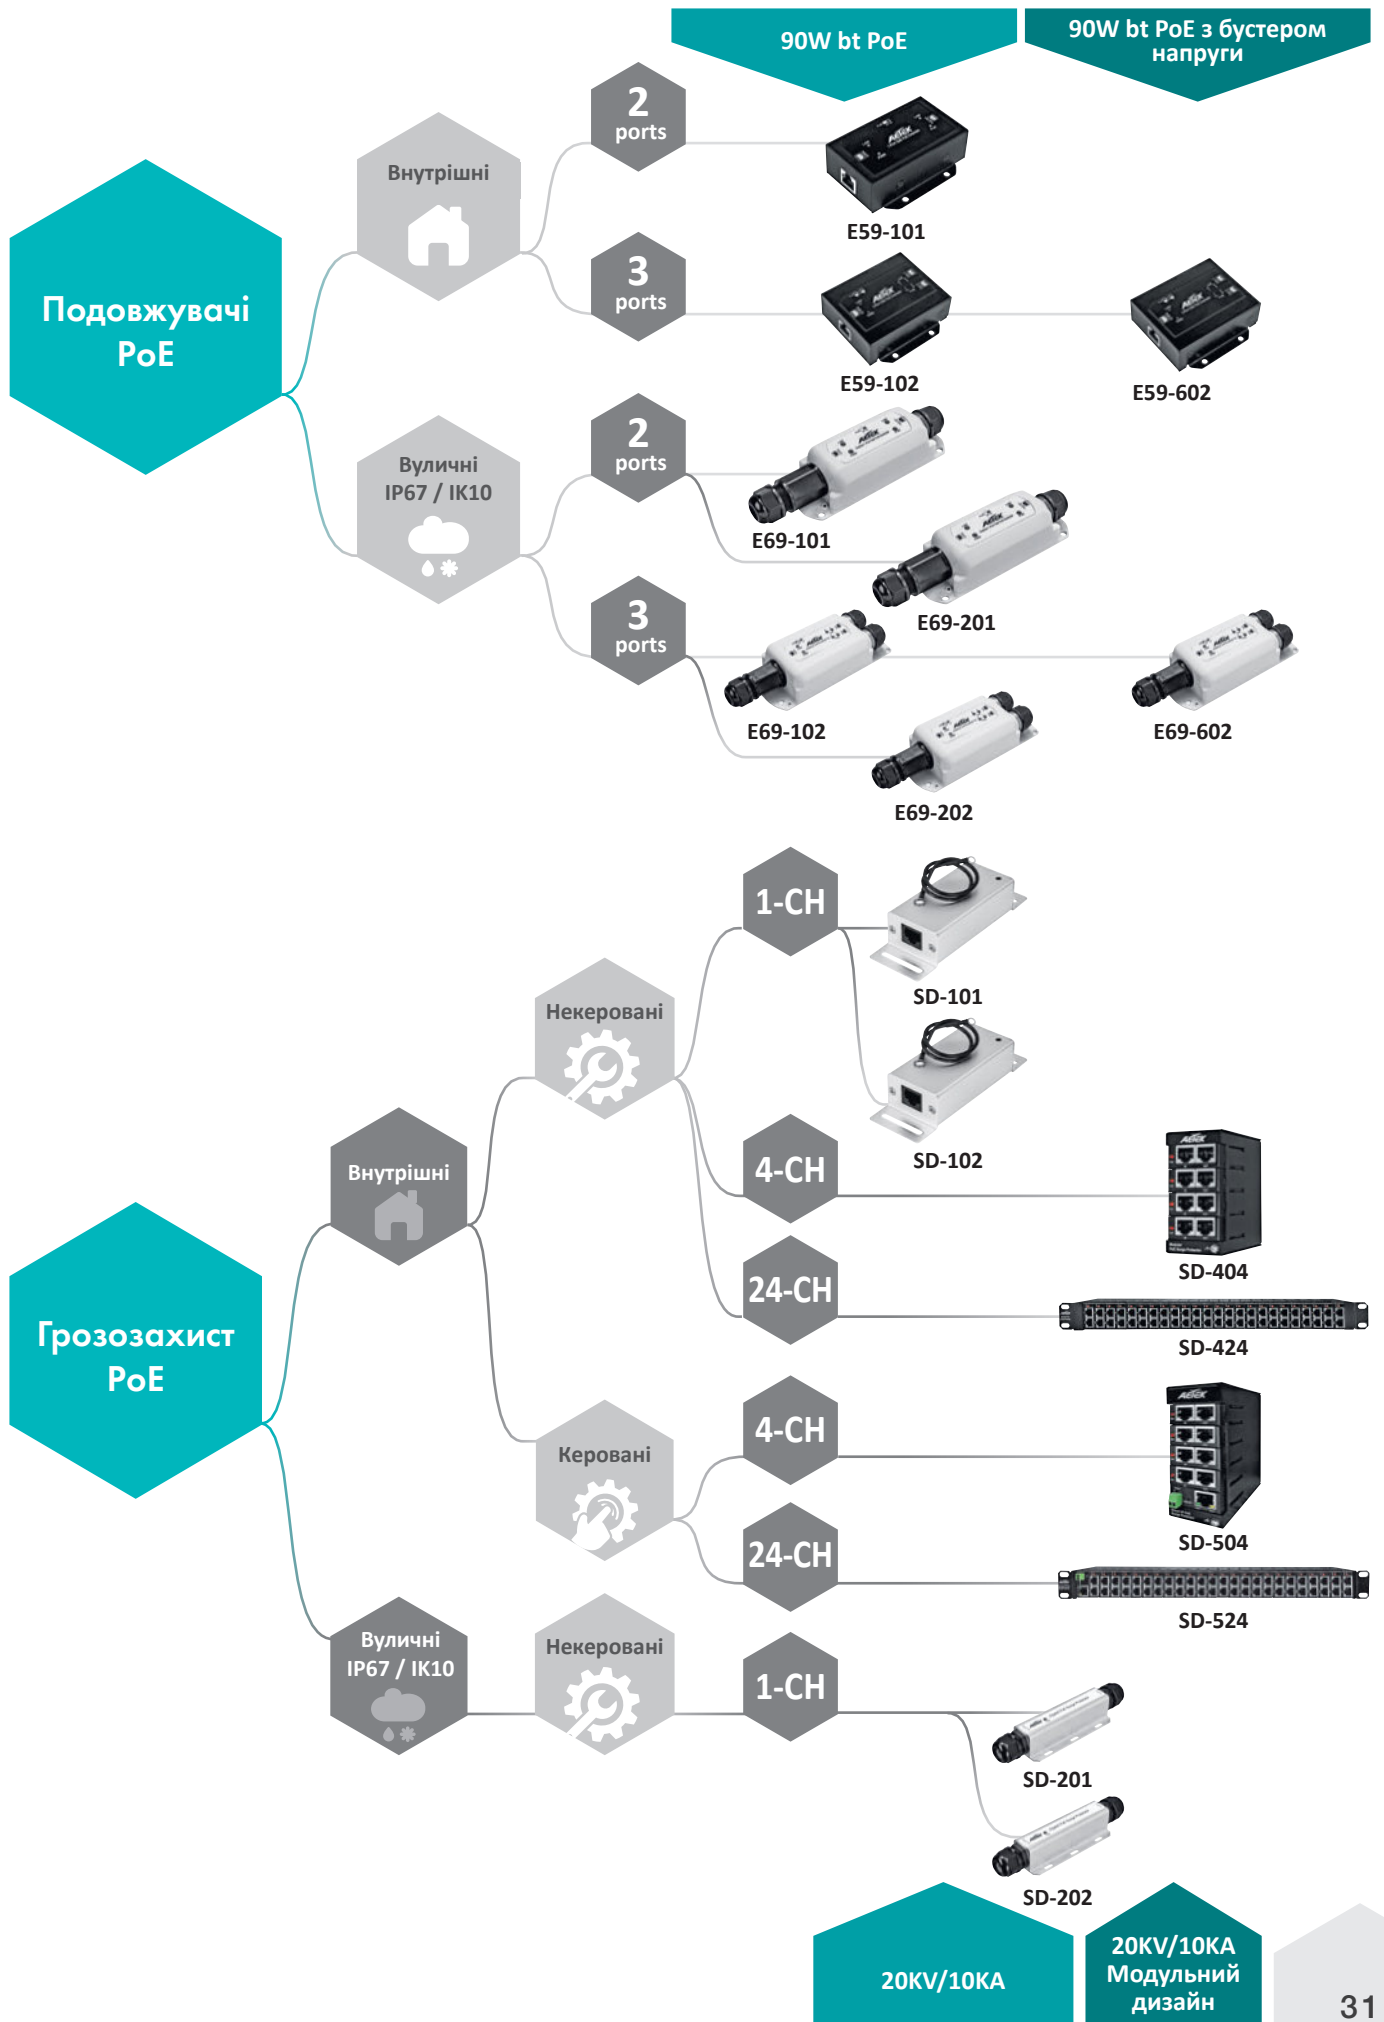 90W bt PoE
90W bt PoE з бустером
напруги
2
ports
Внутрішні
E59-101
3
ports
Подовжувачі
PoE
E59-102
E59-602
2
ports
Вуличні
IP67 / IK10
E69-101
3
ports
E69-201
E69-102
E69-602
E69-202
1-CH
SD-101
Некеровані
4-CH
SD-102
Внутрішні
AETEK
SD-404
24-CH
SD-424
Грозозахист
PoE
4-CH
AETEK
Керовані
SD-504
24-CH
SD-524
Вуличні
IP67 / IK10
Некеровані
1-CH
SD-201
SD-202
20KV/10KA
20KV/10KA
Модульний
дизайн
31